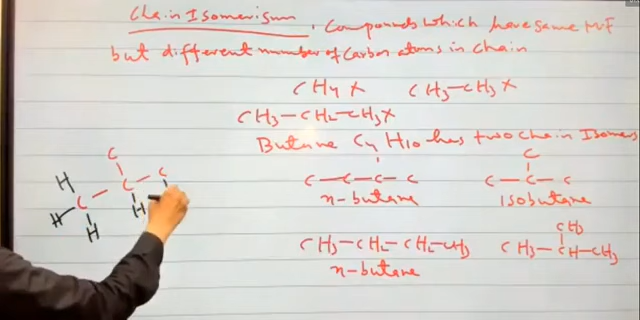 Chain Isomerism, Compounds which have same M.F
but different number of Carbon atoms in chain
CH4 X CH3-CH3 X
CH3-CH2-CH3 X
Butane C4H10 has two chain Isomers
C
C-C-C-C C-C-C
n-butane isobutane
CH3-CH2-CH2-CH3 CH3-CH-CH3
CH3
n-butane
C
H C C
H C H
H